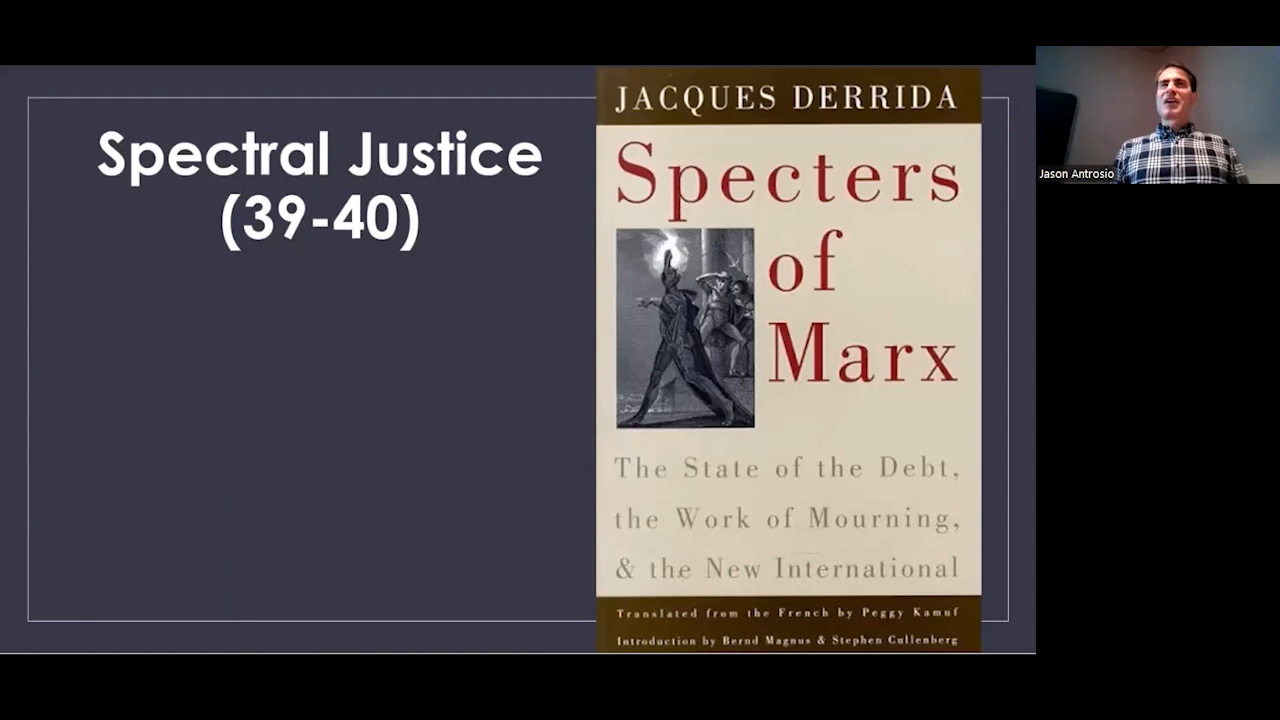 Spectral Justice
(39-40)
JACQUES DERRIDA
Specters
of
Marx
The State of the Debt,
the Work of Mourning,
& the New International
Translated from the French by Peggy Kamuf
Introduction by Bernd Magnus & Stephen Cullenberg
Jason Antrosio